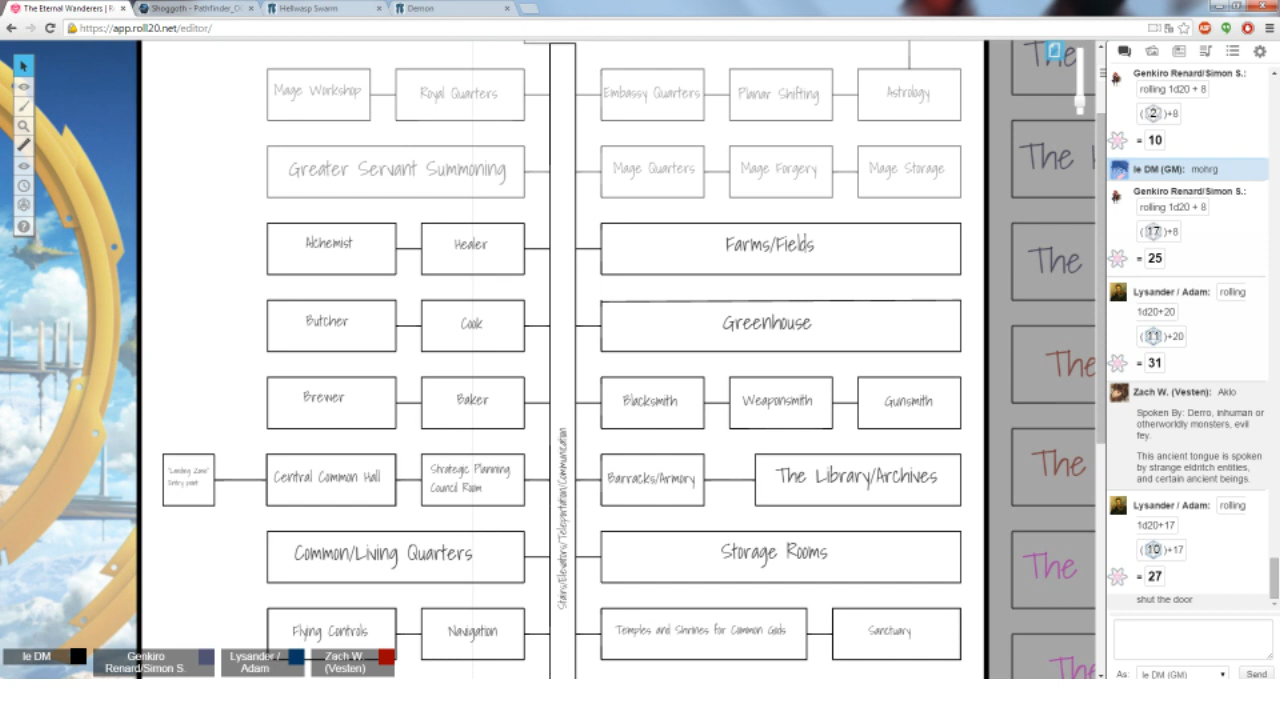 The Eternal Wanderers | R
Shoggoth - Pathfinder_O
Hellwasp Swarm
Demon
https://app.roll20.net/editor/
Mage Workshop
Royal Quarters
Embassy Quarters
Planar Shifting
Astrology
Greater Servant Summoning
Mage Quarters
Mage Forgery
Mage Storage
Alchemist
Healer
Farms/Fields
Butcher
Cook
Greenhouse
Brewer
Baker
Blacksmith
Weaponsmith
Gunsmith
"Landing Zone"
Entry point
Central Common Hall
Strategic Planning
Council Room
Barracks/Armory
The Library/Archives
Stairs/Elevators/Teleportation/Communication
Common/Living Quarters
Storage Rooms
Flying Controls
Navigation
Temples and Shrines for Common Gods
Sanctuary
The
The
The
The
The
The
The
le DM
Genkiro
Renard/Simon S.
Lysander /
Adam
Zach W.
(Vesten)
Genkiro Renard/Simon S.:
rolling 1d20 + 8
(2)+8
= 10
le DM (GM): mohrg
Genkiro Renard/Simon S.:
rolling 1d20 + 8
(17)+8
= 25
Lysander / Adam: rolling
1d20+20
(11)+20
= 31
Zach W. (Vesten): Aklo
Spoken By: Derro, inhuman or
otherworldly monsters, evil
fey.
This ancient tongue is spoken
by strange eldritch entities,
and certain ancient beings.
Lysander / Adam: rolling
1d20+17
(10)+17
= 27
shut the door
As: le DM (GM)
Send